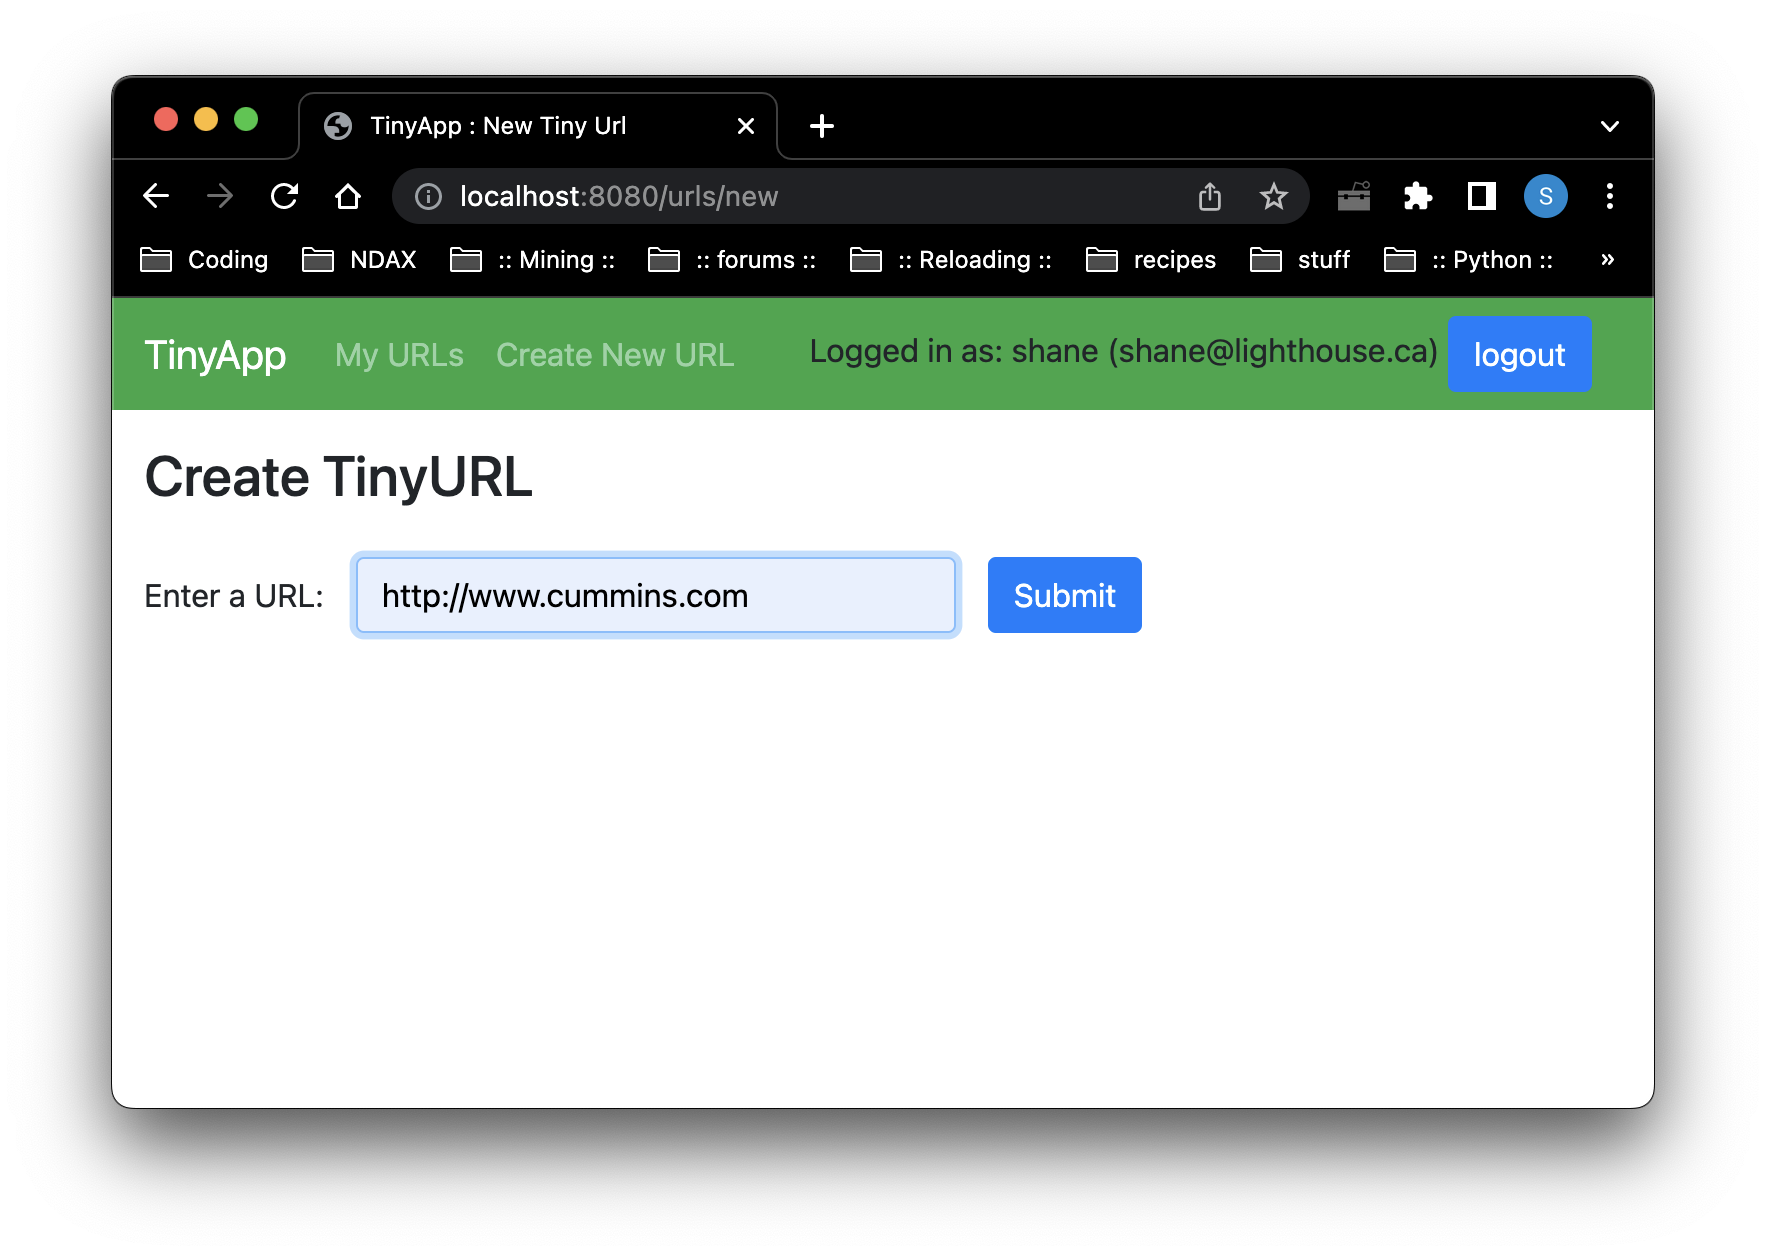 TinyApp : New Tiny Url
localhost:8080/urls/new
S
Coding NDAX :: Mining :: :: forums :: :: Reloading :: recipes stuff :: Python :: »
TinyApp My URLs Create New URL Logged in as: shane (shane@lighthouse.ca) logout
Create TinyURL
Enter a URL: http://www.cummins.com Submit